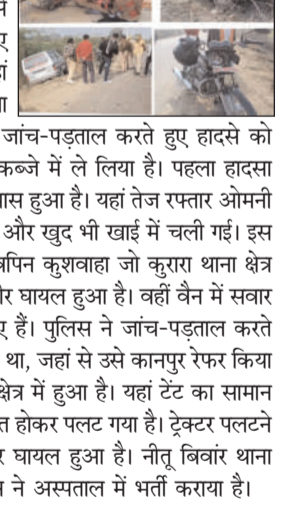 ए
जांच-पड़ताल करते हुए हादसे को
कब्जे में ले लिया है। पहला हादसा
ास हुआ है। यहां तेज रफ्तार ओमनी
और खुद भी खाई में चली गई। इस
पिन कुशवाहा जो कुरारा थाना क्षेत्र
र घायल हुआ है। वहीं वैन में सवार
ए हैं। पुलिस ने जांच-पड़ताल करते
था, जहां से उसे कानपुर रेफर किया
क्षेत्र में हुआ है। यहां टेंट का सामान
त होकर पलट गया है। ट्रेक्टर पलटने
र घायल हुआ है। नीतू बिवांर थाना
ने अस्पताल में भर्ती कराया है।